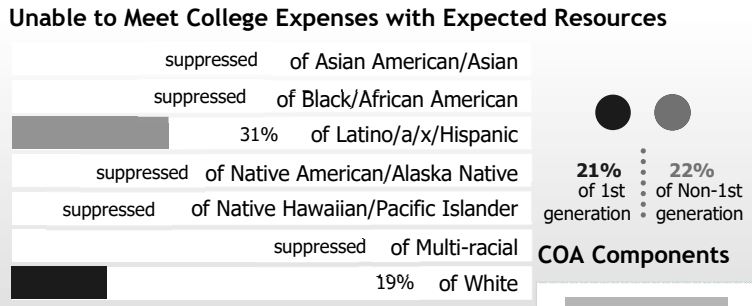 Unable to Meet College Expenses with Expected Resources
suppressed of Asian American/Asian
suppressed of Black/African American
31% of Latino/a/x/Hispanic
suppressed of Native American/Alaska Native
suppressed of Native Hawaiian/Pacific Islander
suppressed of Multi-racial
19% of White
21%
of 1st
generation
22%
of Non-1st
generation
COA Components